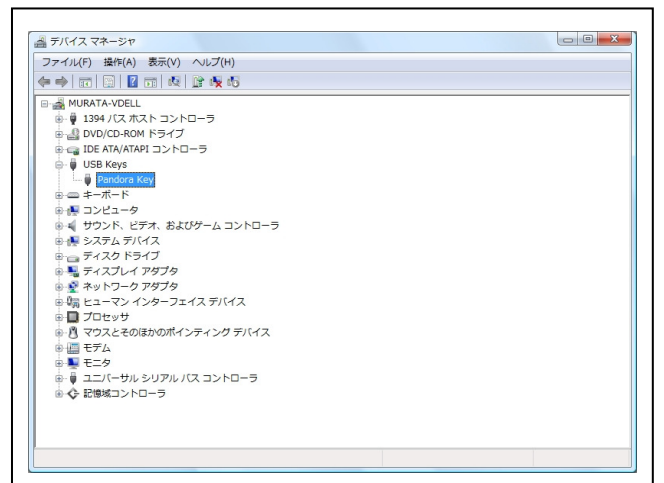 デバイス マネージャ
ファイル(F) 操作(A) 表示(V) ヘルプ(H)
MURATA-VDELL
1394 バス ホスト コントローラ
DVD/CD-ROM ドライブ
IDE ATA/ATAPI コントローラ
USB Keys
Pandora Key
キーボード
コンピュータ
サウンド、ビデオ、およびゲーム コントローラ
システム デバイス
ディスク ドライブ
ディスプレイ アダプタ
ネットワーク アダプタ
ヒューマン インターフェイス デバイス
プロセッサ
マウスとそのほかのポインティング デバイス
モデム
モニタ
ユニバーサル シリアル バス コントローラ
記憶域コントローラ